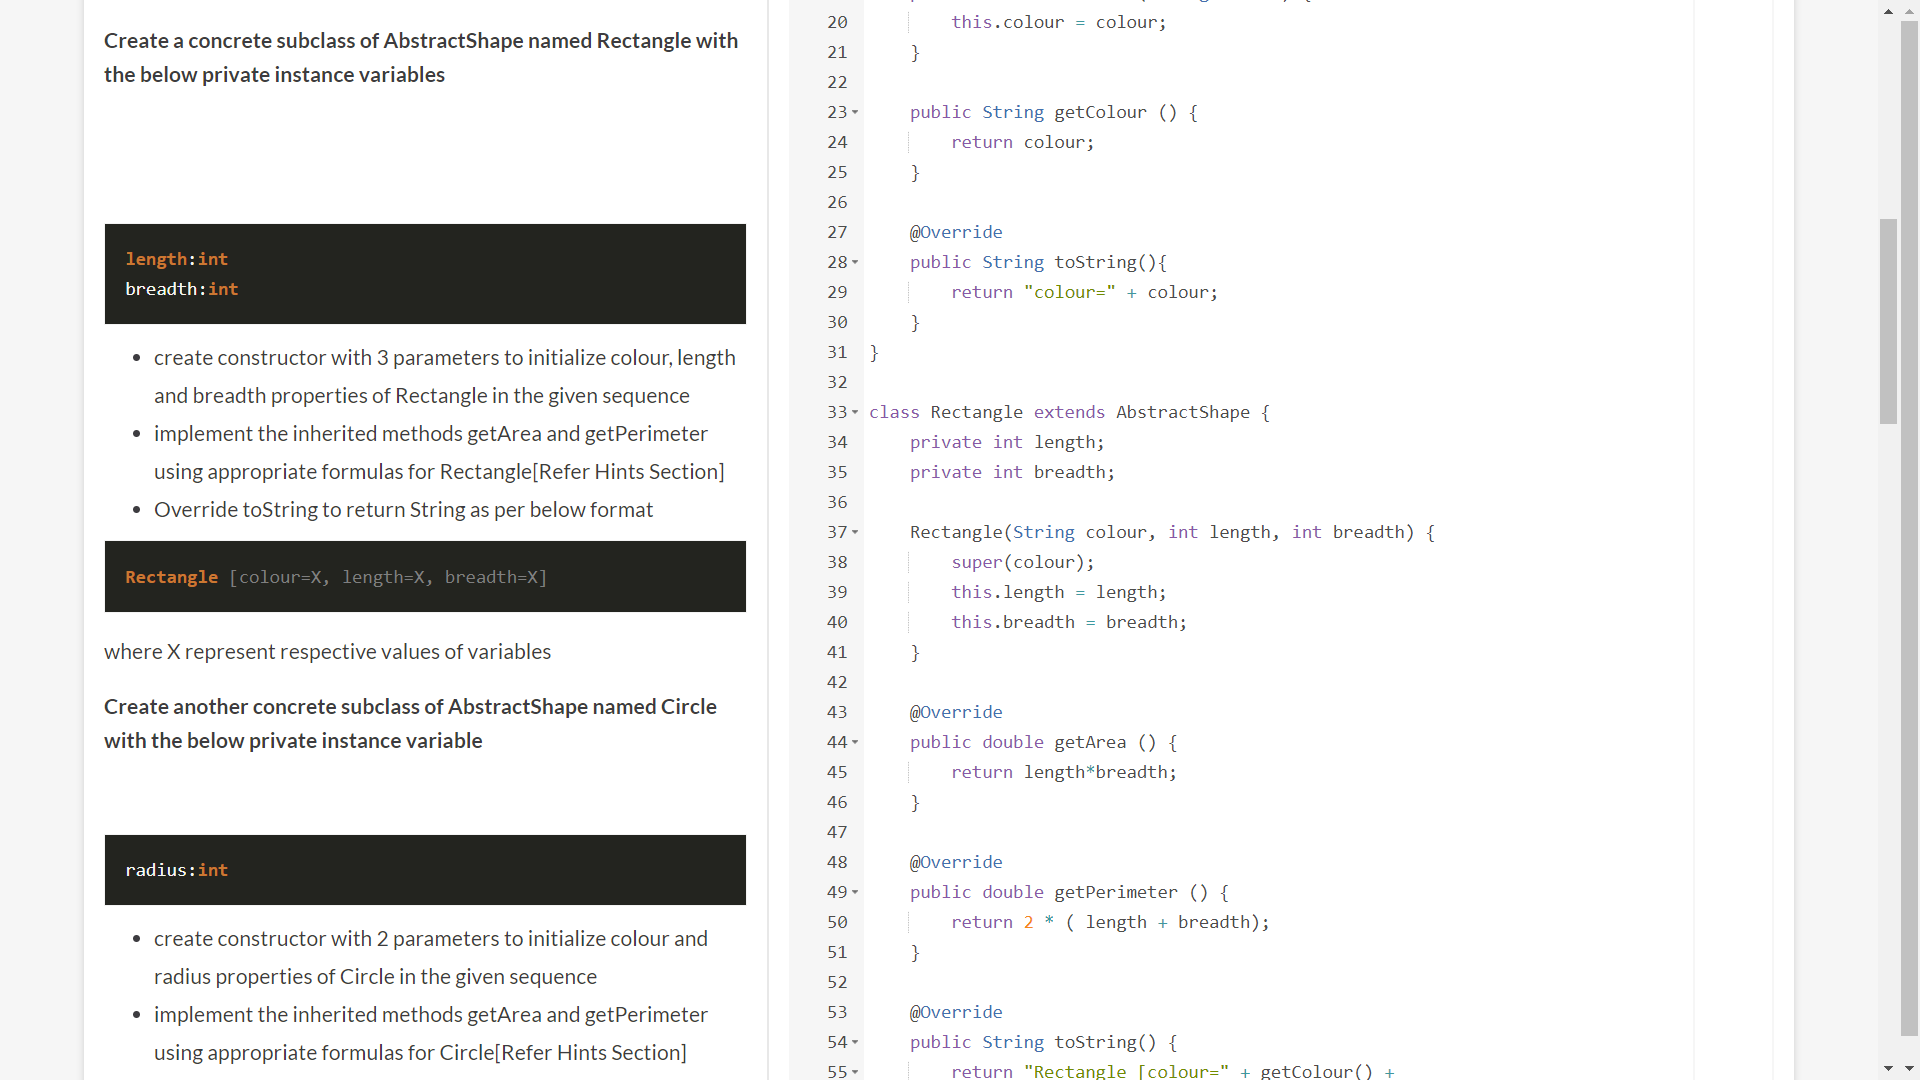 Create a concrete subclass of AbstractShape named Rectangle with
the below private instance variables
length:int
breadth:int
• create constructor with 3 parameters to initialize colour, length
and breadth properties of Rectangle in the given sequence
• implement the inherited methods getArea and getPerimeter
using appropriate formulas for Rectangle[Refer Hints Section]
• Override toString to return String as per below format
Rectangle [colour=X, length=X, breadth=X]
where X represent respective values of variables
Create another concrete subclass of AbstractShape named Circle
with the below private instance variable
radius:int
• create constructor with 2 parameters to initialize colour and
radius properties of Circle in the given sequence
• implement the inherited methods getArea and getPerimeter
using appropriate formulas for Circle[Refer Hints Section]
20 this.colour = colour;
21 }
22
23 public String getColour () {
24 return colour;
25 }
26
27 @Override
28 public String toString(){
29 return "colour=" + colour;
30 }
31 }
32
33 class Rectangle extends AbstractShape {
34 private int length;
35 private int breadth;
36
37 Rectangle(String colour, int length, int breadth) {
38 super(colour);
39 this.length = length;
40 this.breadth = breadth;
41 }
42
43 @Override
44 public double getArea () {
45 return length*breadth;
46 }
47
48 @Override
49 public double getPerimeter () {
50 return 2 * ( length + breadth);
51 }
52
53 @Override
54 public String toString() {
55 return "Rectangle [colour=" + getColour() +